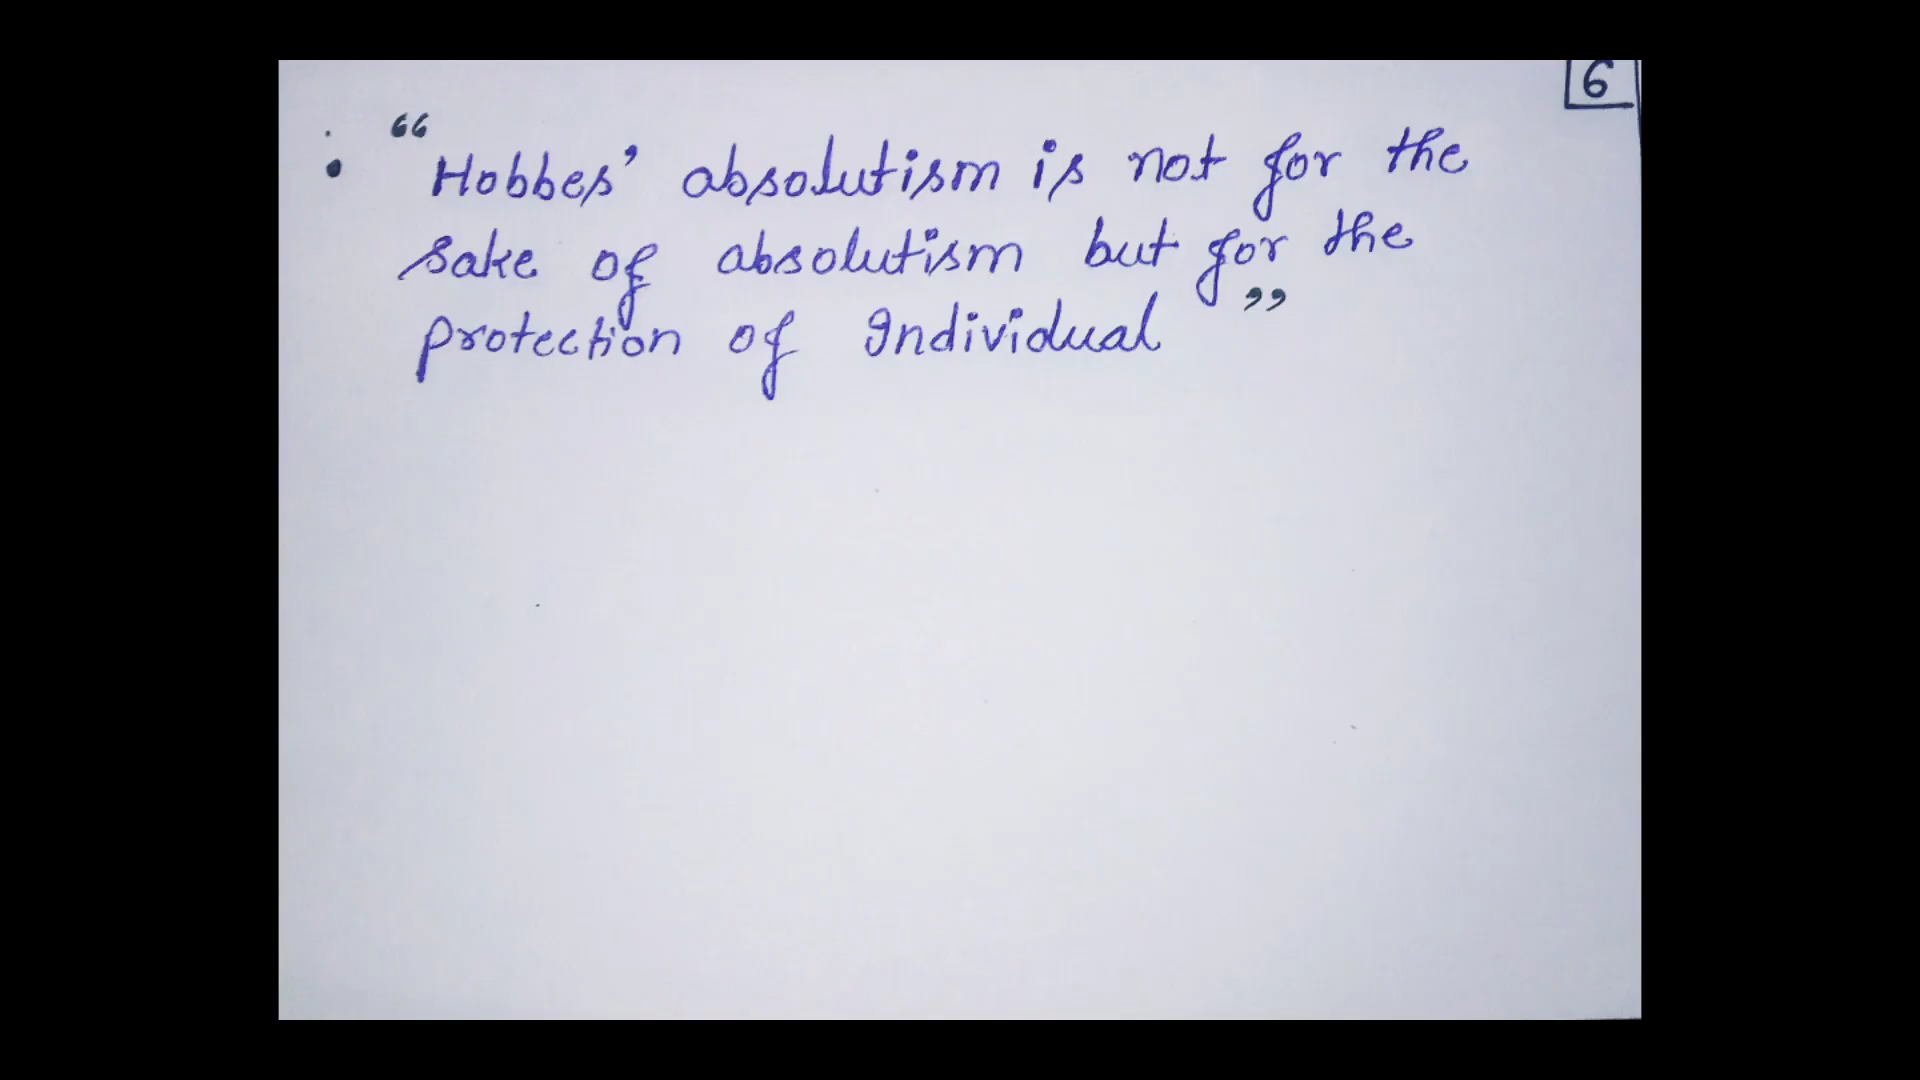 6
• “Hobbes’ absolutism is not for the
sake of absolutism but for the
protection of Individual”